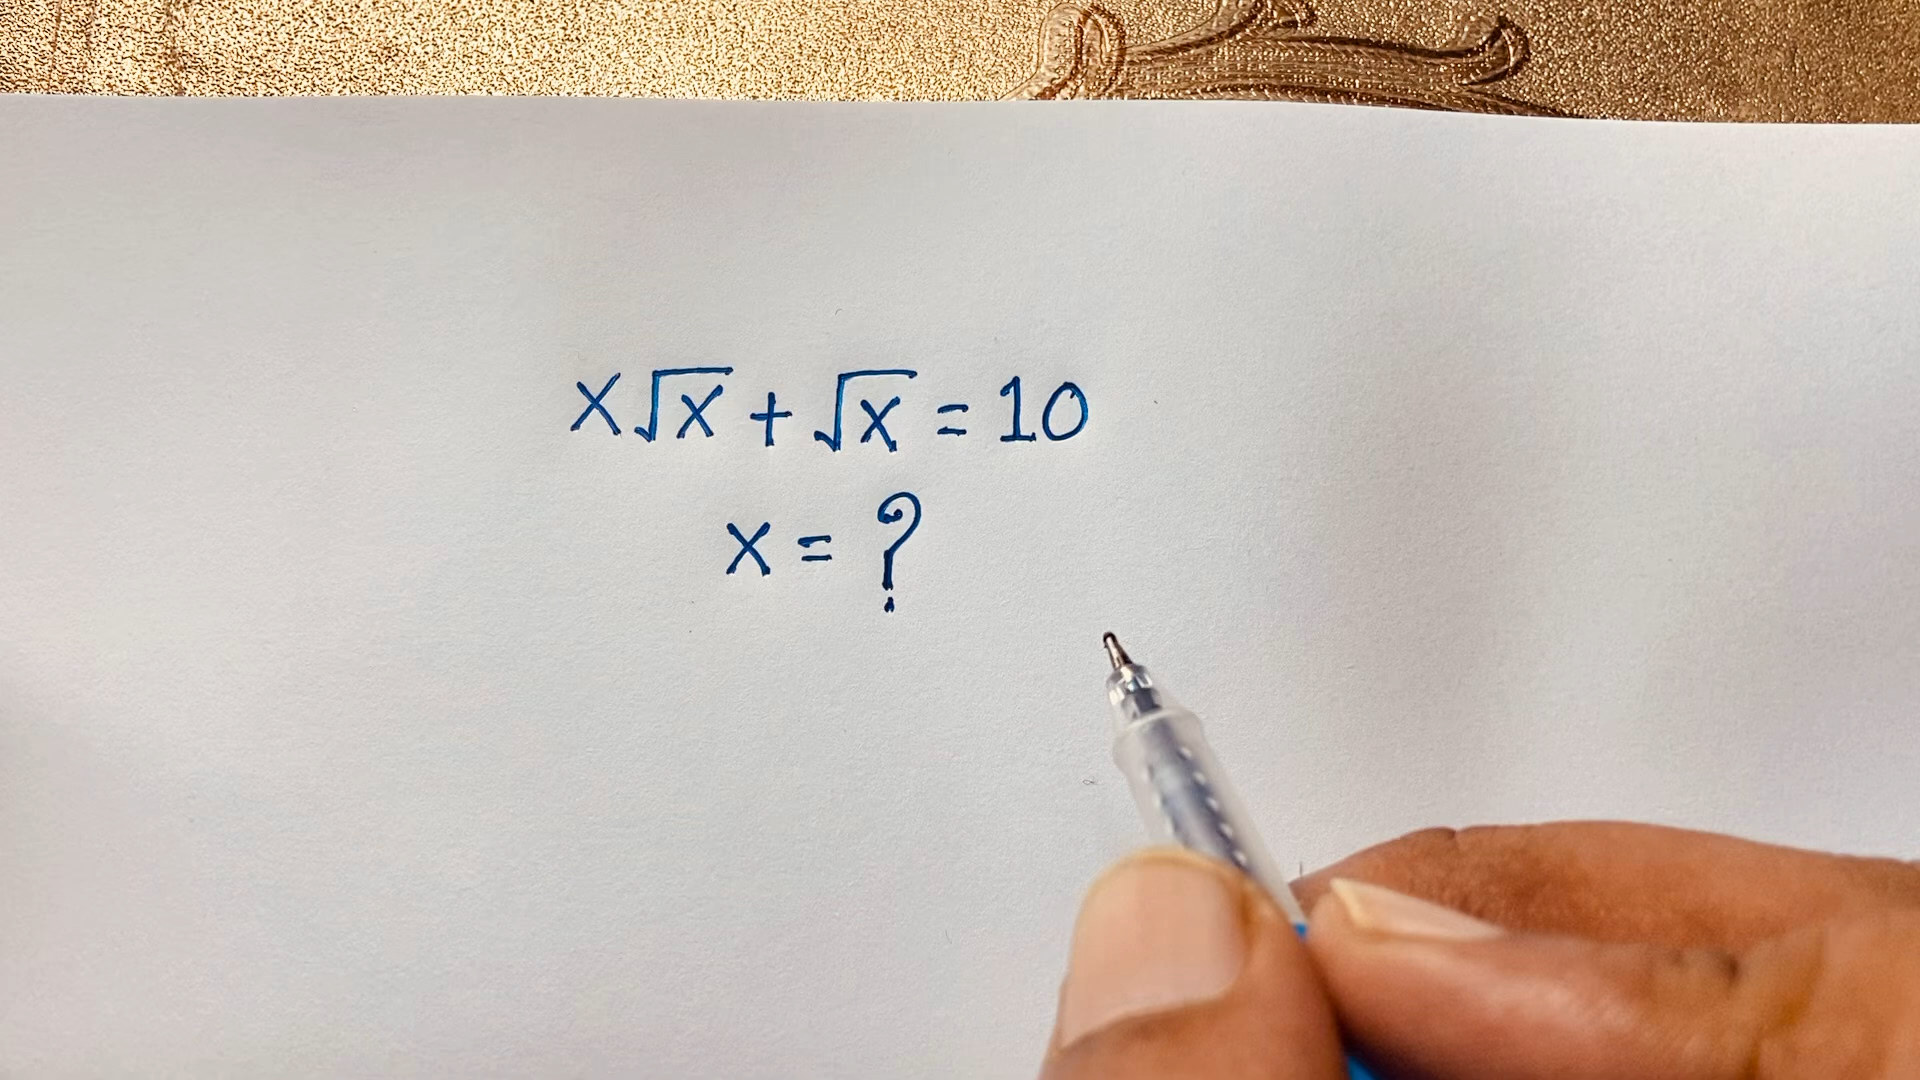 x√x + √x = 10
x = ?